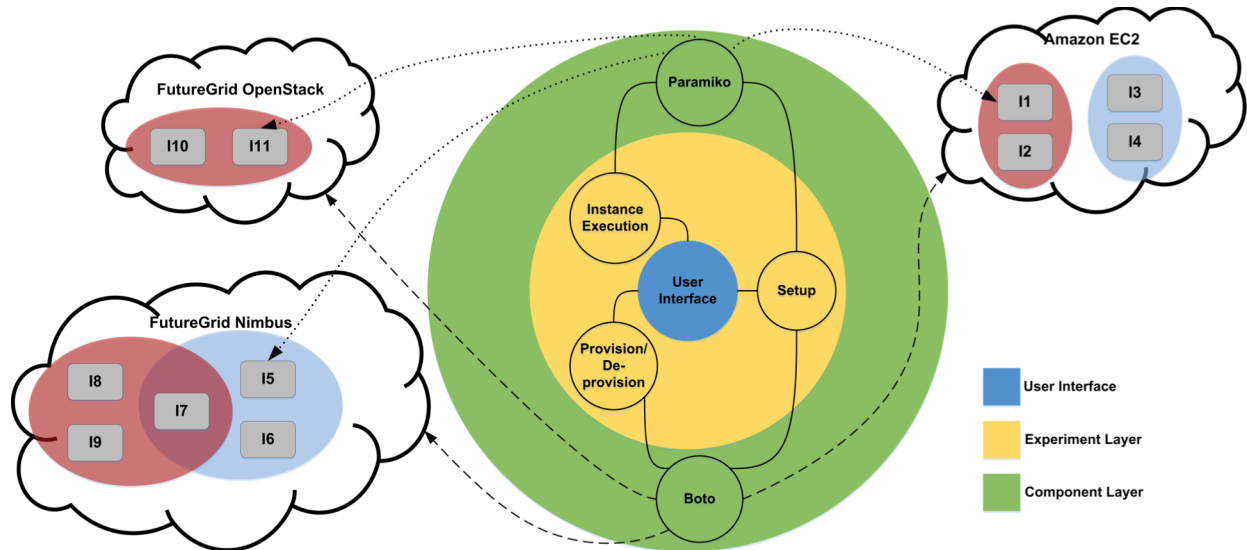 Amazon EC2
FutureGrid OpenStack
Paramiko
I1
I2
I3
I4
I10
I11
Instance
Execution
User
Interface
Setup
Provision/
De-
provision
FutureGrid Nimbus
I8
I5
I7
I9
I6
Boto
User Interface
Experiment Layer
Component Layer